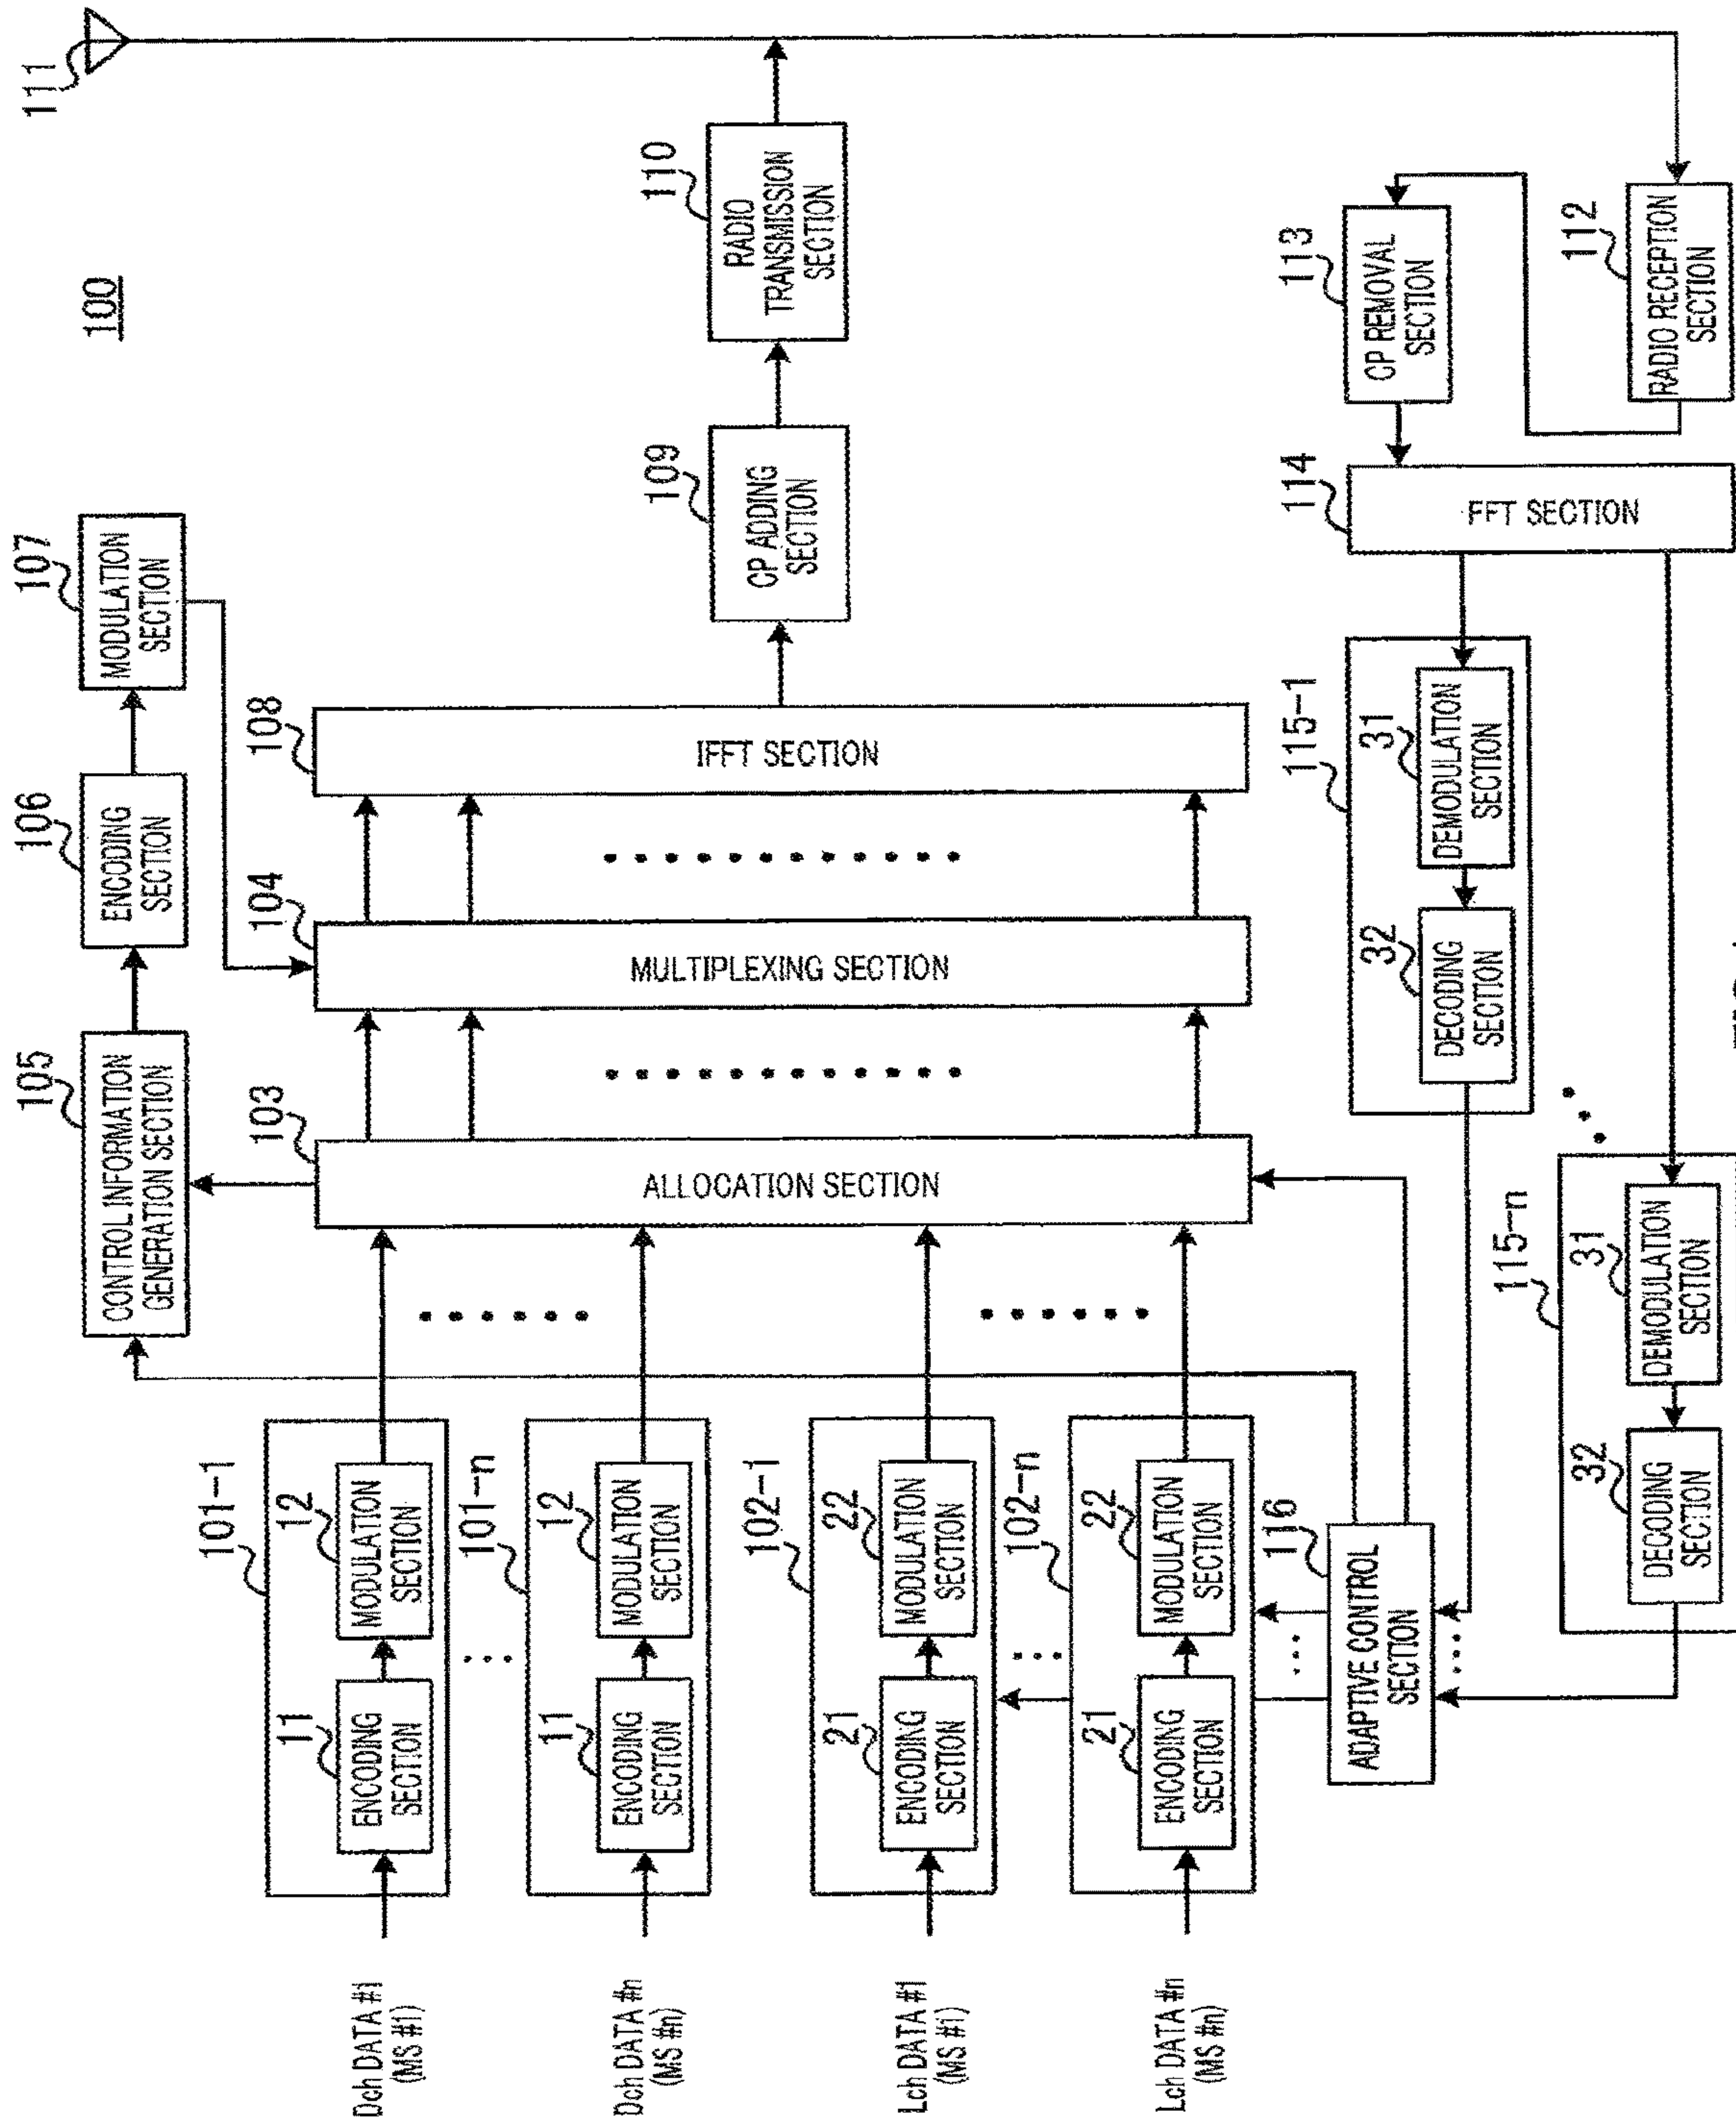 100
111
101-1
11
ENCODING
SECTION
12
MODULATION
SECTION
Dch DATA #1
(MS #1)
101-n
11
ENCODING
SECTION
12
MODULATION
SECTION
Dch DATA #n
(MS #n)
102-1
21
ENCODING
SECTION
22
MODULATION
SECTION
Lch DATA #1
(MS #1)
102-n
21
ENCODING
SECTION
22
MODULATION
SECTION
Lch DATA #n
(MS #n)
116
ADAPTIVE CONTROL
SECTION
103
ALLOCATION SECTION
105
CONTROL INFORMATION
GENERATION SECTION
106
ENCODING
SECTION
107
MODULATION
SECTION
104
MULTIPLEXING SECTION
108
IFFT SECTION
109
CP ADDING
SECTION
110
RADIO
TRANSMISSION
SECTION
113
CP REMOVAL
SECTION
112
RADIO RECEPTION
SECTION
114
FFT SECTION
115-1
31
DEMODULATION
SECTION
32
DECODING
SECTION
115-n
31
DEMODULATION
SECTION
32
DECODING
SECTION